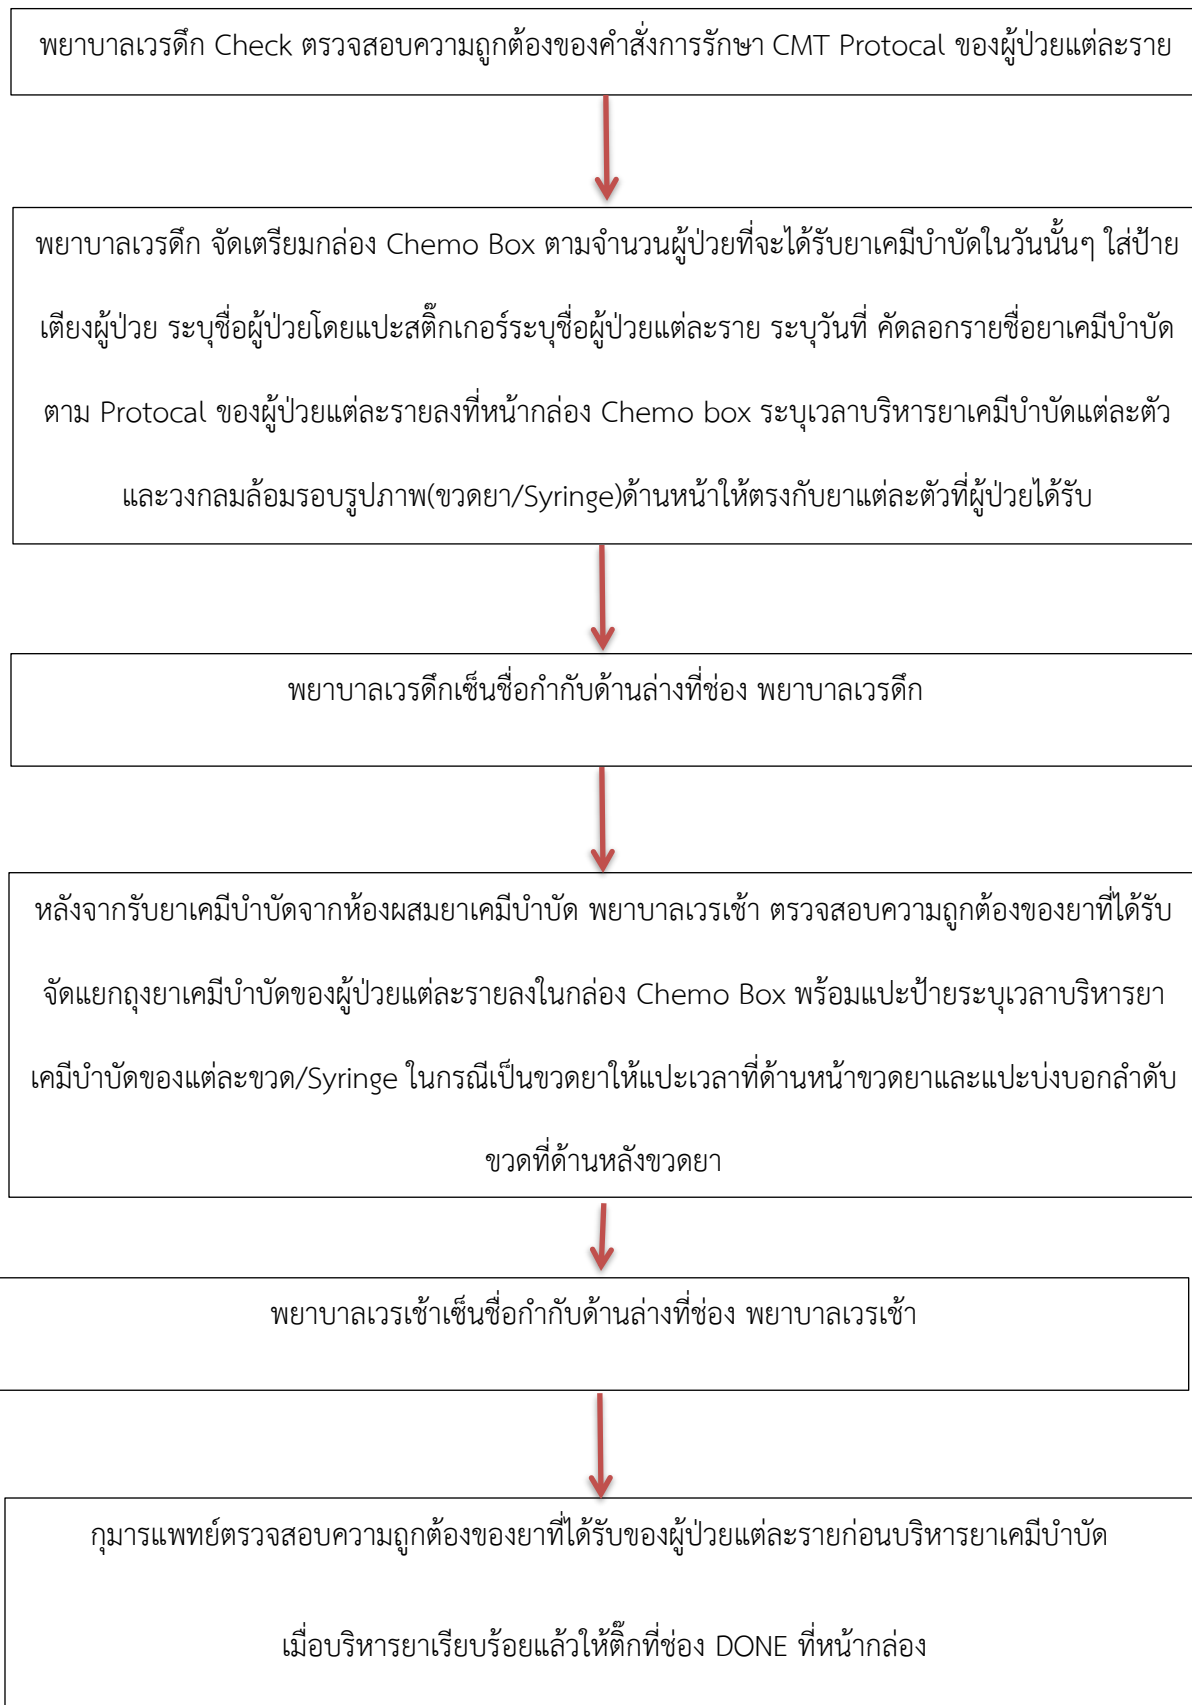 พยาบาลเวรดึก Check ตรวจสอบความถูกต้องของคำสั่งการรักษา CMT Protocal ของผู้ป่วยแต่ละราย
พยาบาลเวรดึก จัดเตรียมกล่อง Chemo Box ตามจำนวนผู้ป่วยที่จะได้รับยาเคมีบำบัดในวันนั้นๆ ใส่ป้าย
เตียงผู้ป่วย ระบุชื่อผู้ป่วยโดยแปะสติ๊กเกอร์ระบุชื่อผู้ป่วยแต่ละราย ระบุวันที่ คัดลอกรายชื่อยาเคมีบำบัด
ตาม Protocal ของผู้ป่วยแต่ละรายลงที่หน้ากล่อง Chemo box ระบุเวลาบริหารยาเคมีบำบัดแต่ละตัว
และวงกลมล้อมรอบรูปภาพ(ขวดยา/Syringe)ด้านหน้าให้ตรงกับยาแต่ละตัวที่ผู้ป่วยได้รับ
พยาบาลเวรดึกเซ็นชื่อกำกับด้านล่างที่ช่อง พยาบาลเวรดึก
หลังจากรับยาเคมีบำบัดจากห้องผสมยาเคมีบำบัด พยาบาลเวรเช้า ตรวจสอบความถูกต้องของยาที่ได้รับ
จัดแยกถุงยาเคมีบำบัดของผู้ป่วยแต่ละรายลงในกล่อง Chemo Box พร้อมแปะป้ายระบุเวลาบริหารยา
เคมีบำบัดของแต่ละขวด/Syringe ในกรณีเป็นขวดยาให้แปะเวลาที่ด้านหน้าขวดยาและแปะบ่งบอกลำดับ
ขวดที่ด้านหลังขวดยา
พยาบาลเวรเช้าเซ็นชื่อกำกับด้านล่างที่ช่อง พยาบาลเวรเช้า
กุมารแพทย์ตรวจสอบความถูกต้องของยาที่ได้รับของผู้ป่วยแต่ละรายก่อนบริหารยาเคมีบำบัด
เมื่อบริหารยาเรียบร้อยแล้วให้ติ๊กที่ช่อง DONE ที่หน้ากล่อง